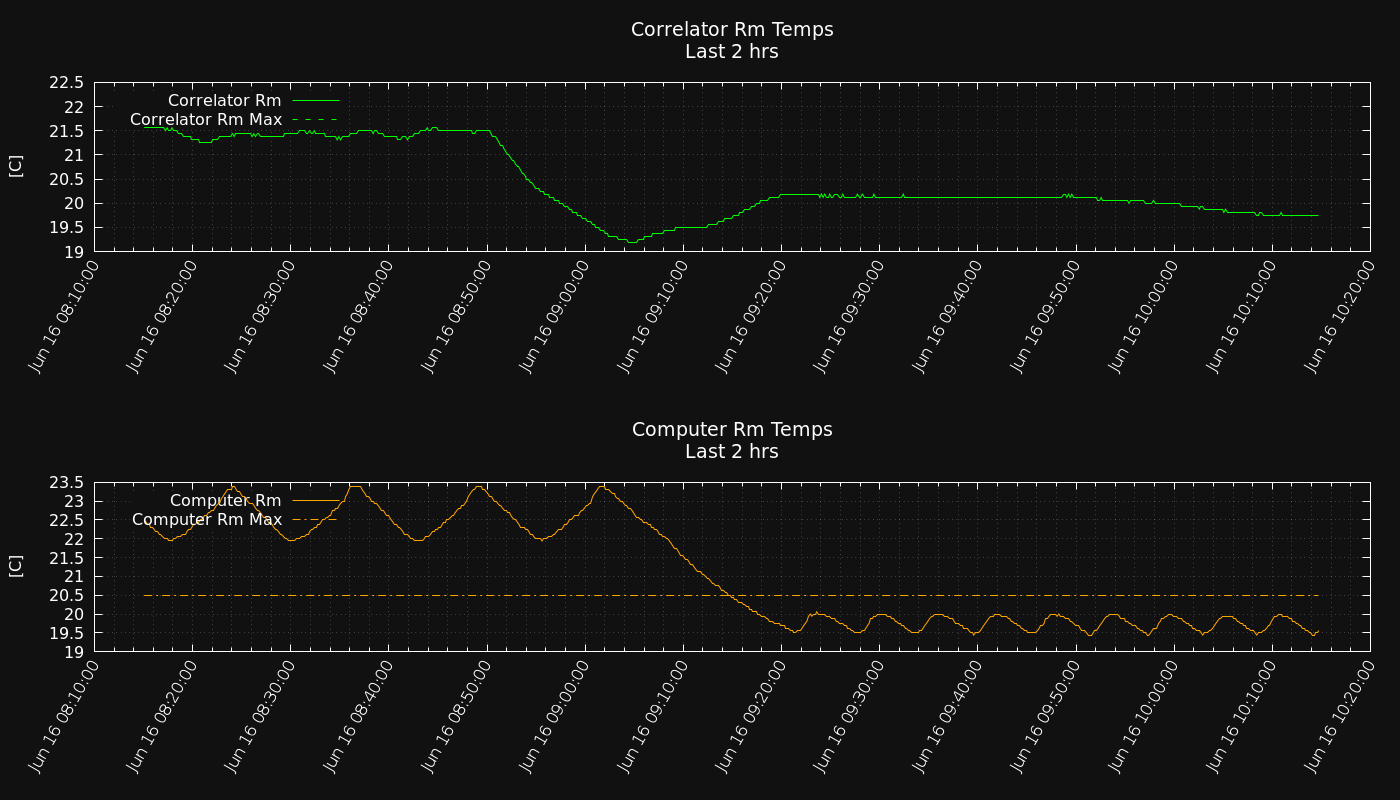 Correlator Rm Temps
Last 2 hrs
[C]
22.5
22
21.5
21
20.5
20
19.5
19
Correlator Rm
Correlator Rm Max
Jun 16 08:10:00
Jun 16 08:20:00
Jun 16 08:30:00
Jun 16 08:40:00
Jun 16 08:50:00
Jun 16 09:00:00
Jun 16 09:10:00
Jun 16 09:20:00
Jun 16 09:30:00
Jun 16 09:40:00
Jun 16 09:50:00
Jun 16 10:00:00
Jun 16 10:10:00
Jun 16 10:20:00
Computer Rm Temps
Last 2 hrs
[C]
23.5
23
22.5
22
21.5
21
20.5
20
19.5
19
Computer Rm
Computer Rm Max
Jun 16 08:10:00
Jun 16 08:20:00
Jun 16 08:30:00
Jun 16 08:40:00
Jun 16 08:50:00
Jun 16 09:00:00
Jun 16 09:10:00
Jun 16 09:20:00
Jun 16 09:30:00
Jun 16 09:40:00
Jun 16 09:50:00
Jun 16 10:00:00
Jun 16 10:10:00
Jun 16 10:20:00